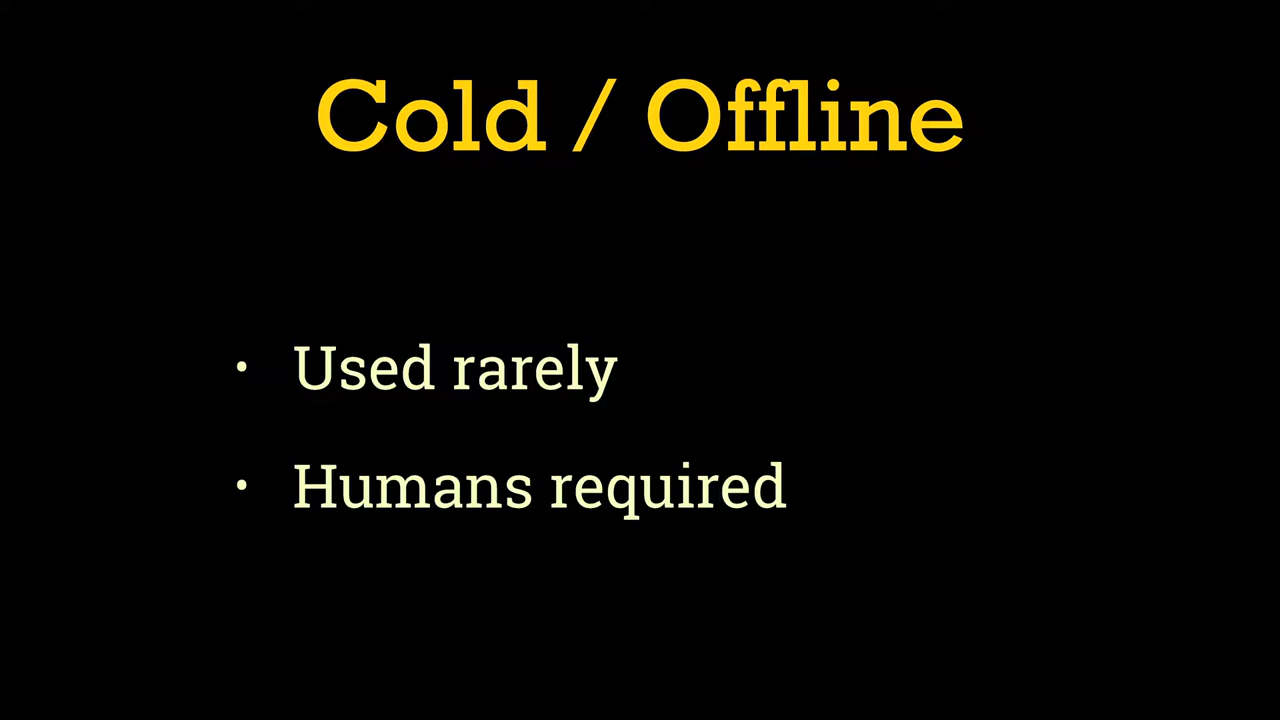 Cold / Offline
• Used rarely
• Humans required